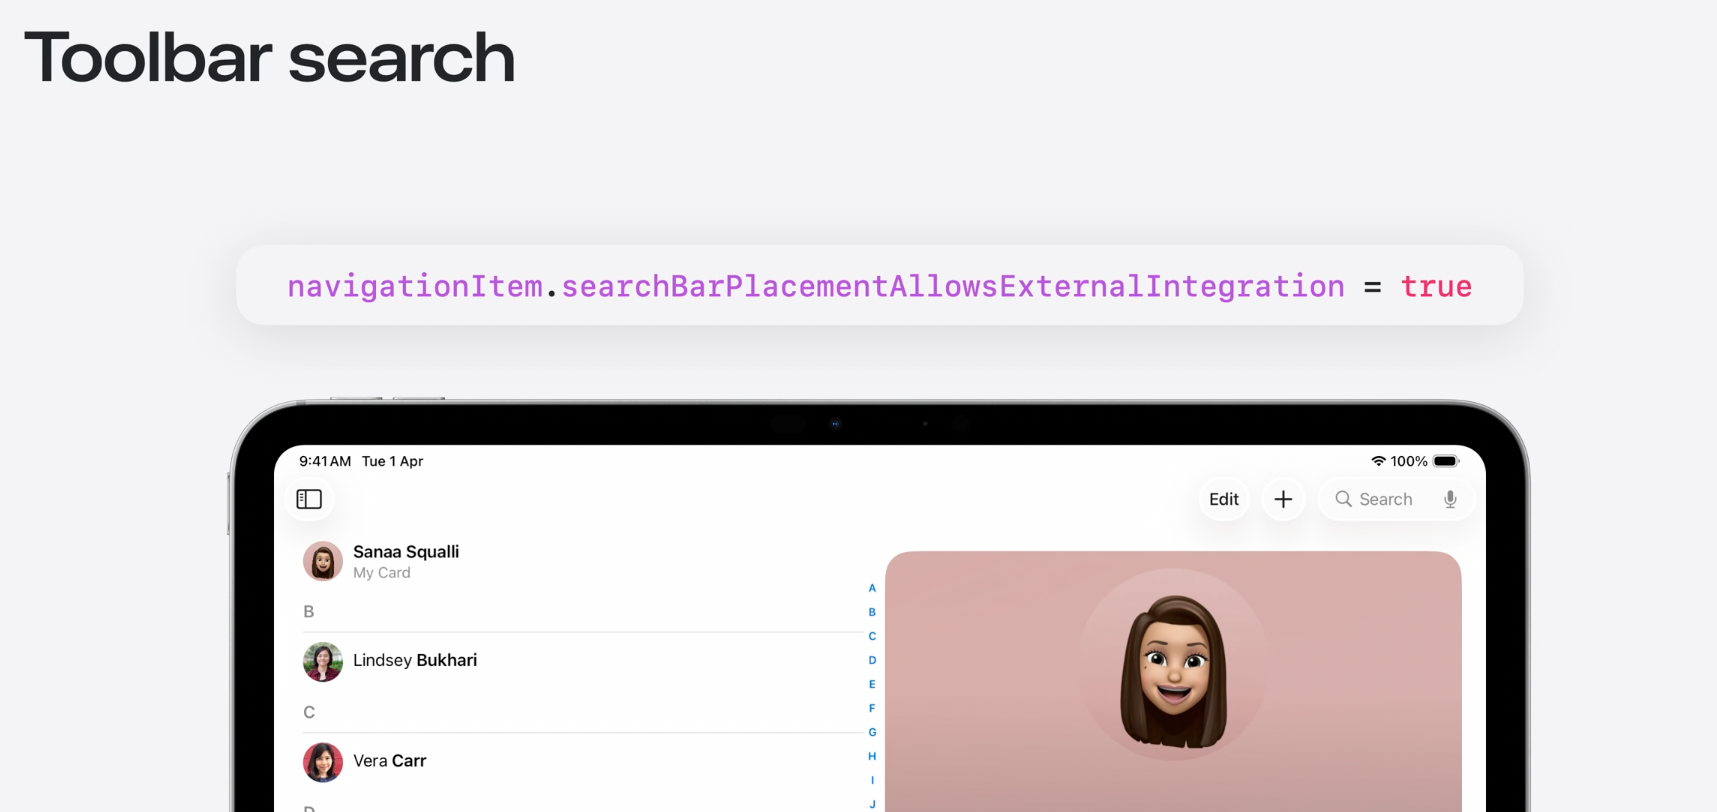 Toolbar search
navigationItem.searchBarPlacementAllowsExternalIntegration = true
9:41 AM Tue 1 Apr
100%
Edit
Search
Sanaa Squalli
My Card
B
Lindsey Bukhari
C
Vera Carr
A
B
C
D
E
F
G
H
I
J